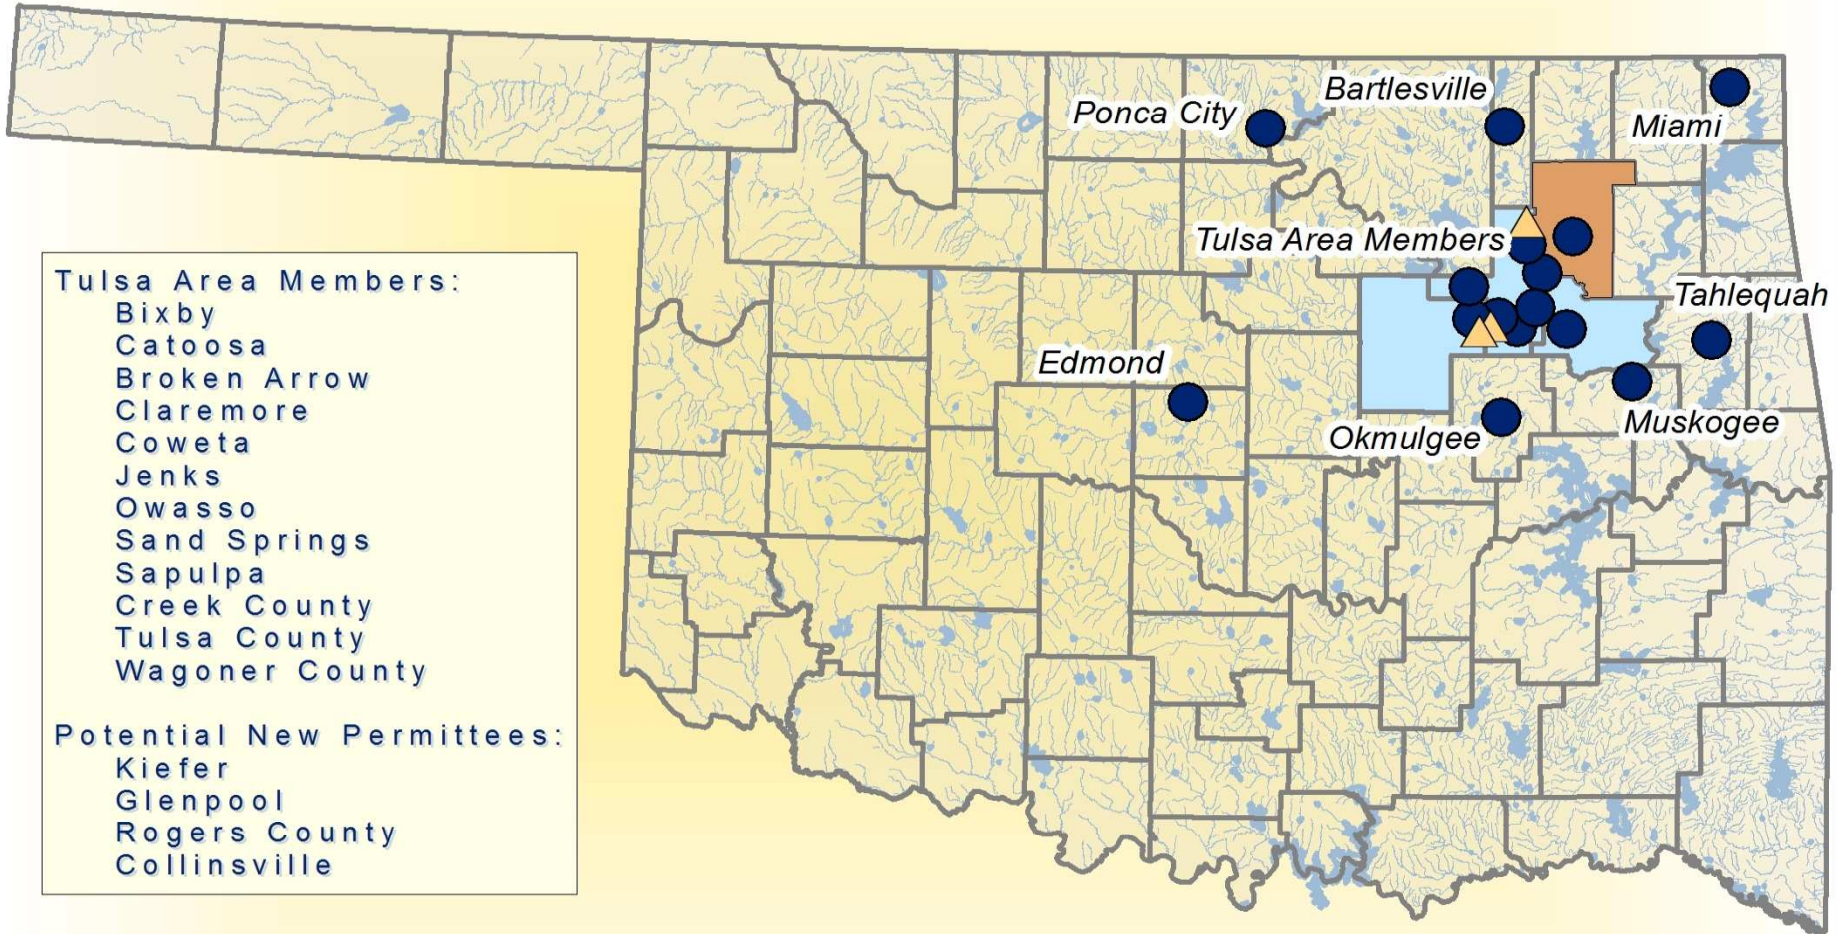 Ponca City
Bartlesville
Miami
Tulsa Area Members
Tahlequah
Edmond
Okmulgee
Muskogee
Tulsa Area Members:
Bixby
Catoosa
Broken Arrow
Claremore
Coweta
Jenks
Owasso
Sand Springs
Sapulpa
Creek County
Tulsa County
Wagoner County
Potential New Permittees:
Kiefer
Glenpool
Rogers County
Collinsville